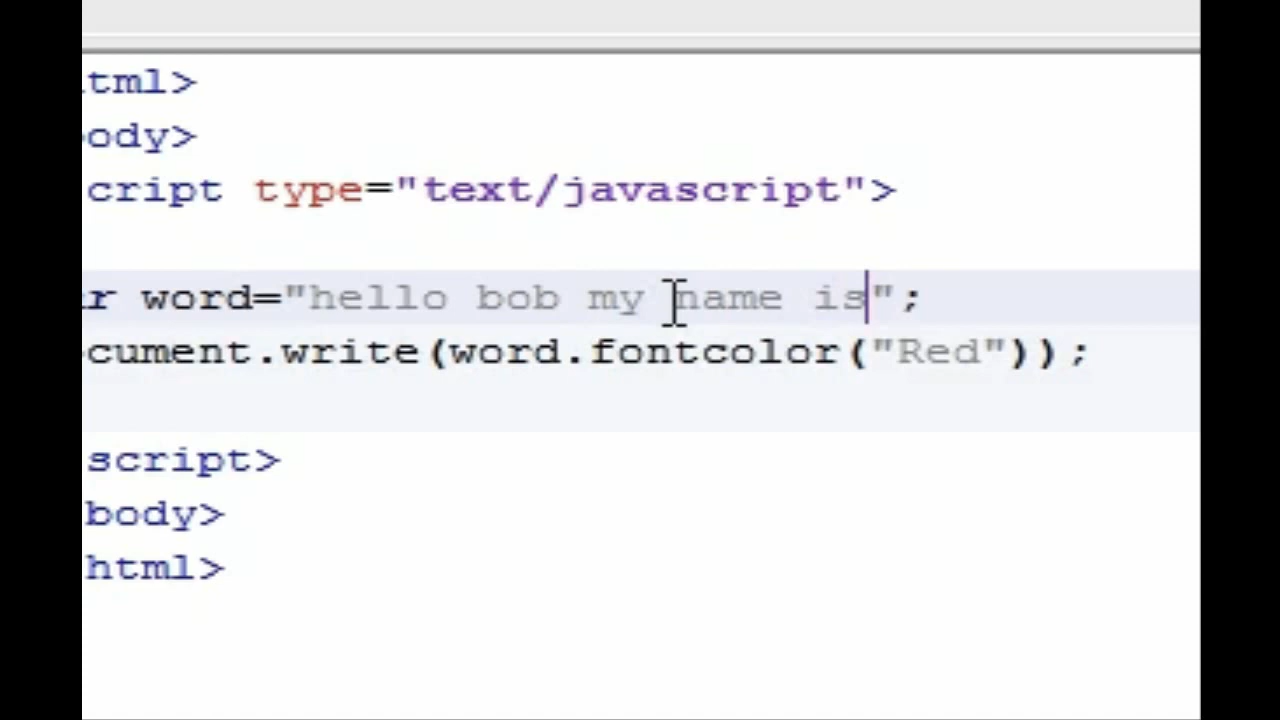 tml>
ody>
cript type="text/javascript">
r word="hello bob my name is";
cument.write(word.fontcolor("Red"));
script>
body>
html>